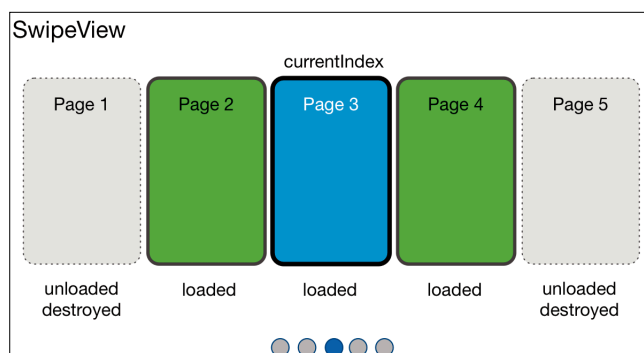 SwipeView
currentIndex
Page 1
Page 2
Page 3
Page 4
Page 5
unloaded
destroyed
loaded
loaded
loaded
unloaded
destroyed